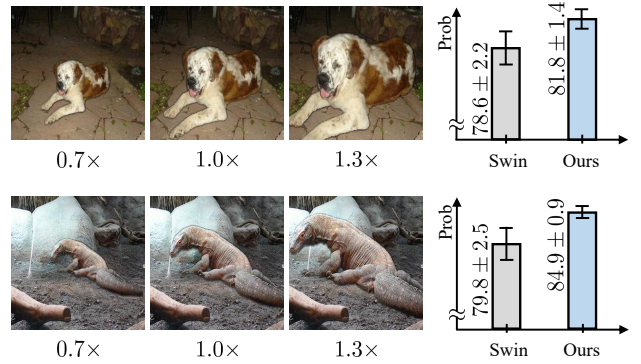 0.7×
1.0×
1.3×
Prob
78.6 ± 2.2
81.8 ± 1.4
Swin
Ours
0.7×
1.0×
1.3×
Prob
79.8 ± 2.5
84.9 ± 0.9
Swin
Ours